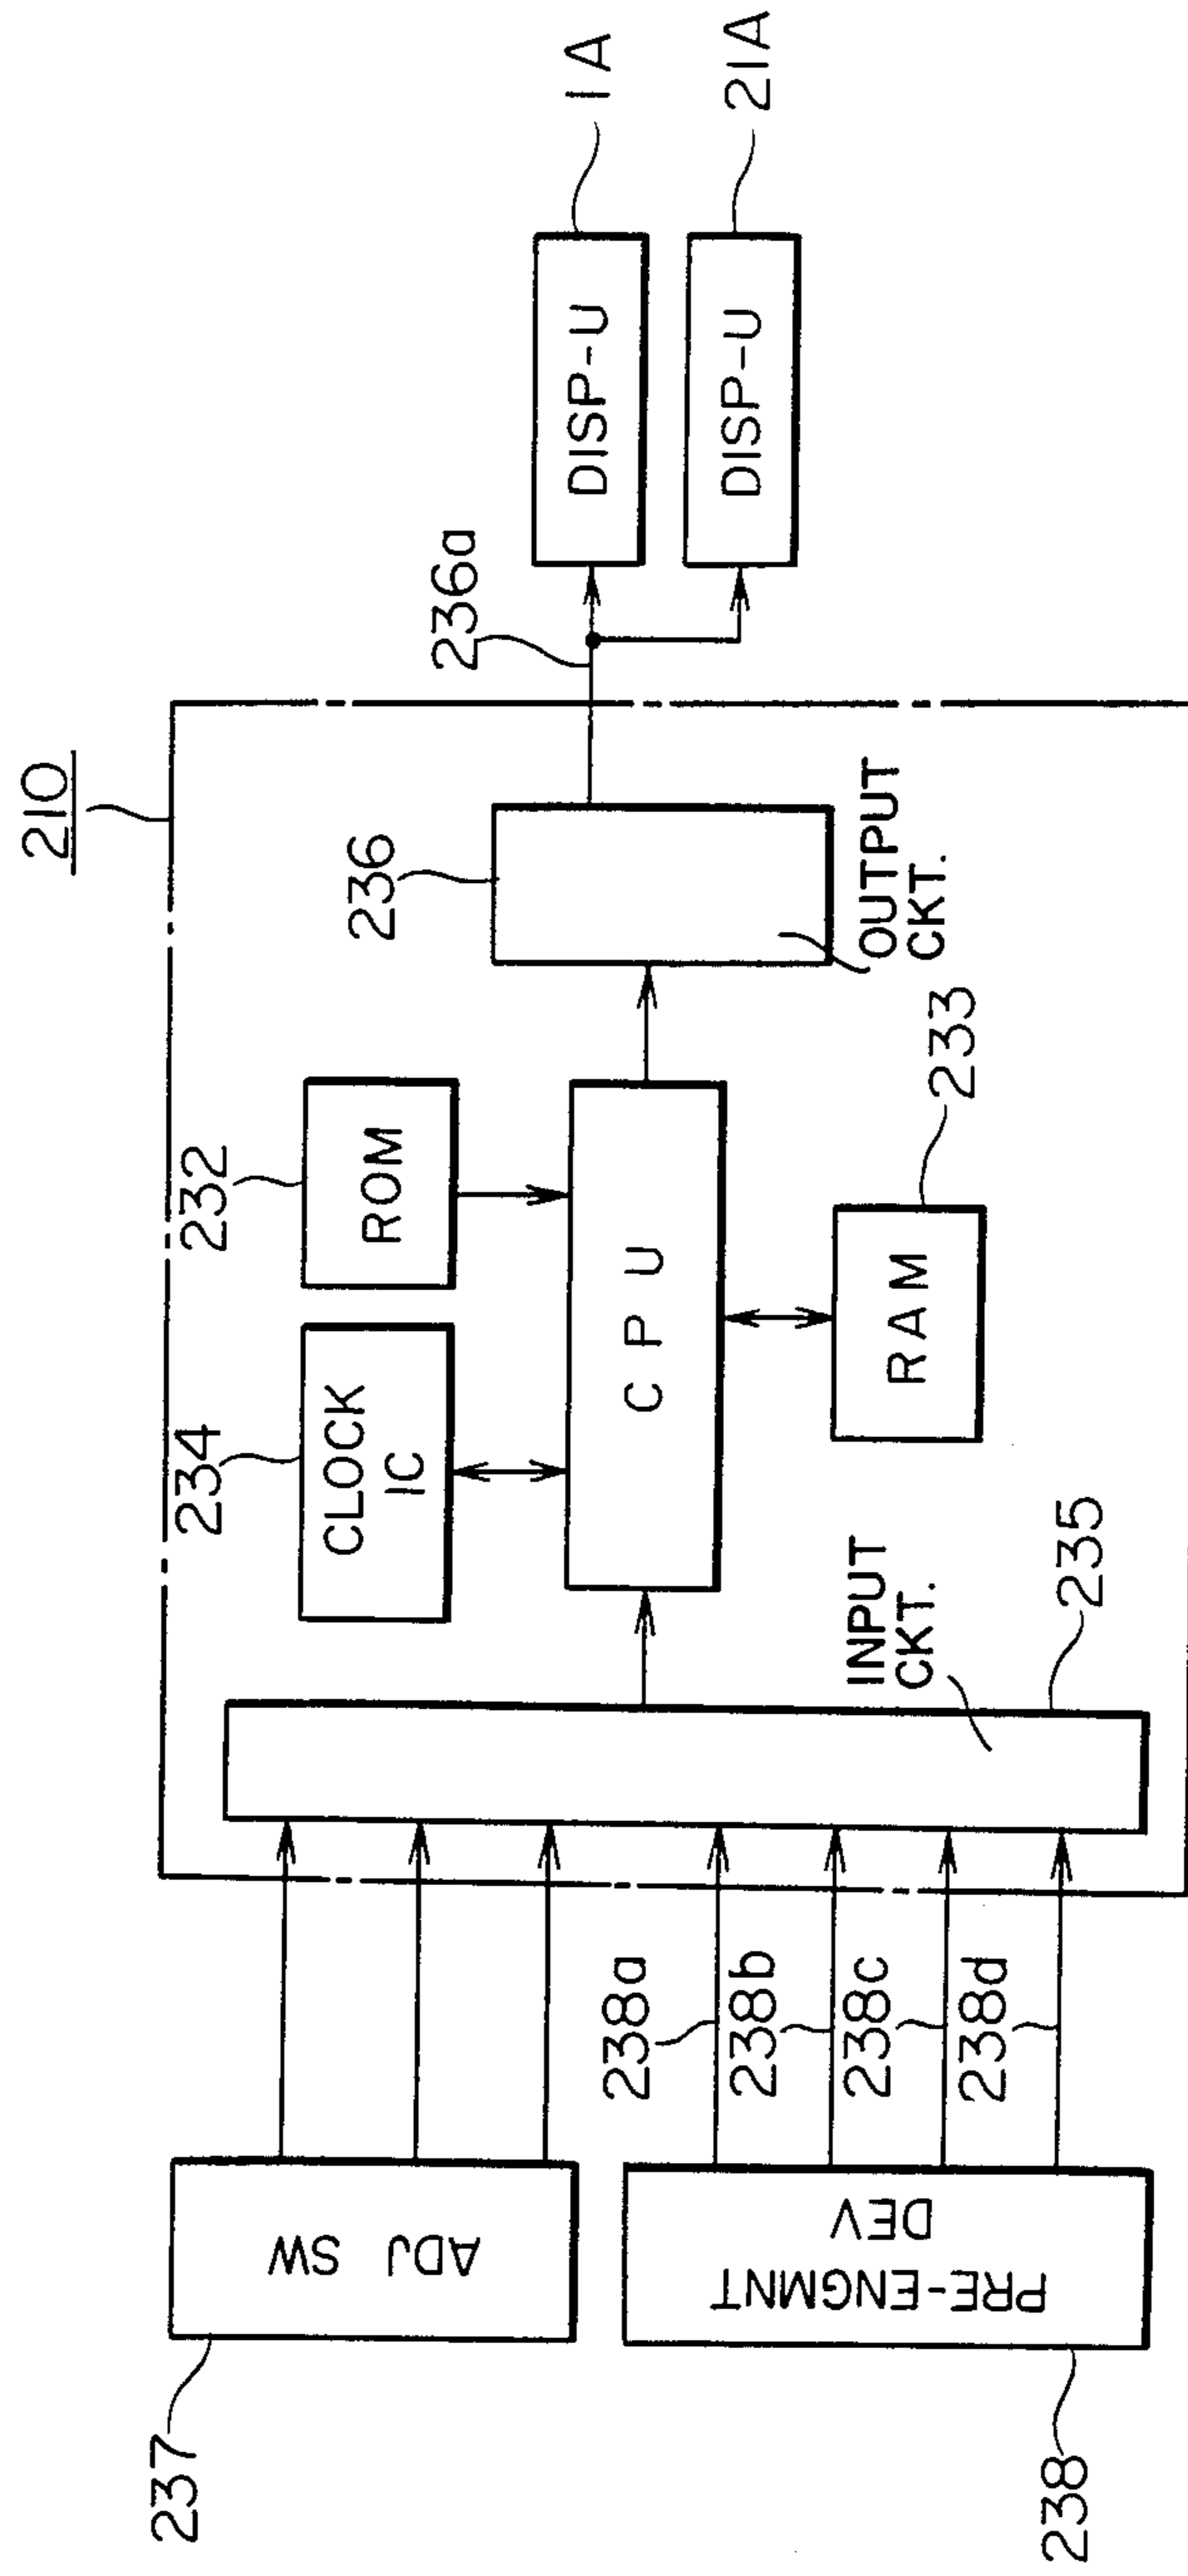 210
237
ADJ SW
238
PRE-ENGMNT
DEV
238a
238b
238c
238d
INPUT
CKT.
235
234
CLOCK
IC
232
ROM
CPU
RAM
233
236
OUTPUT
CKT.
236a
DISP-U
1A
DISP-U
21A